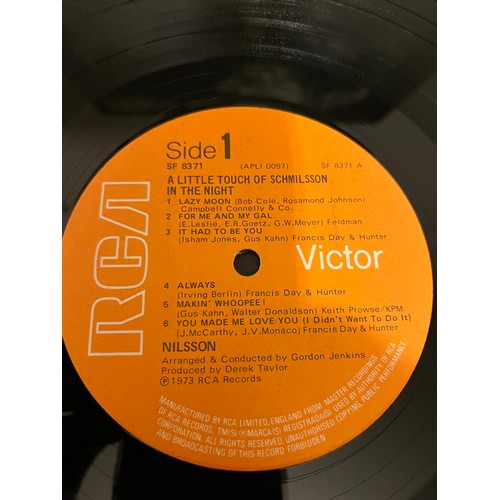 RCA
Side 1
SF 8371 (APLI 0097) SF 8371 A
A LITTLE TOUCH OF SCHMILSSON
IN THE NIGHT
1 LAZY MOON (Bob Cole, Rosamond Johnson)
Campbell Connelly & Co.
2 FOR ME AND MY GAL
(E.Leslie, E.R.Goetz, G.W.Meyer) Feldman
3 IT HAD TO BE YOU
(Isham Jones, Gus Kahn) Francis Day & Hunter
Victor
4 ALWAYS
(Irving Berlin) Francis Day & Hunter
5 MAKIN' WHOOPEE!
(Gus Kahn, Walter Donaldson) Keith Prowse/KPM
6 YOU MADE ME LOVE YOU (I Didn't Want To Do It)
(J.McCarthy, J.V.Monaco) Francis Day & Hunter
NILSSON
Arranged & Conducted by Gordon Jenkins
Produced by Derek Taylor
Ⓟ 1973 RCA Records
MANUFACTURED BY RCA LIMITED, ENGLAND FROM MASTER RECORDINGS
OF RCA RECORDS. TM(S) ® MARCA(S) REGISTRADA(S) USED BY AUTHORITY OF RCA
CORPORATION. ALL RIGHTS RESERVED. UNAUTHORISED COPYING, PUBLIC PERFORMANCE,
AND BROADCASTING OF THIS RECORD FORBIDDEN